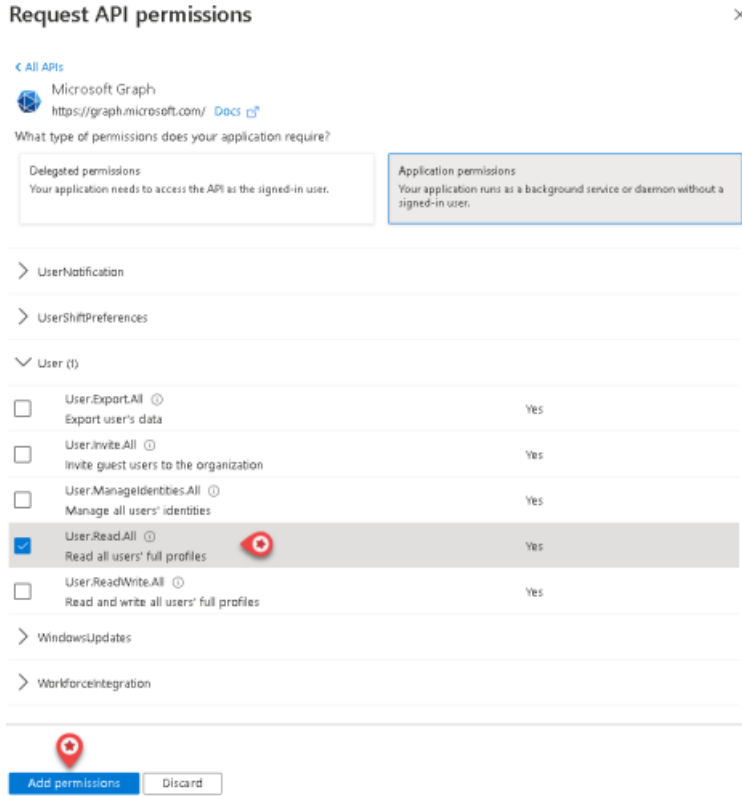 Request API permissions
All APIs
Microsoft Graph
https://graph.microsoft.com/ Docs
What type of permissions does your application require?
Delegated permissions
Your application needs to access the API as the signed-in user.
Application permissions
Your application runs as a background service or daemon without a
signed-in user.
UserNotification
UserShiftPreferences
User (1)
User.Export.All
Export user's data
Yes
User.Invite.All
Invite guest users to the organization
Yes
User.ManageIdentities.All
Manage all users' identities
Yes
User.Read.All
Read all users' full profiles
Yes
User.ReadWrite.All
Read and write all users' full profiles
Yes
WindowsUpdates
WorkforceIntegration
Add permissions
Discard